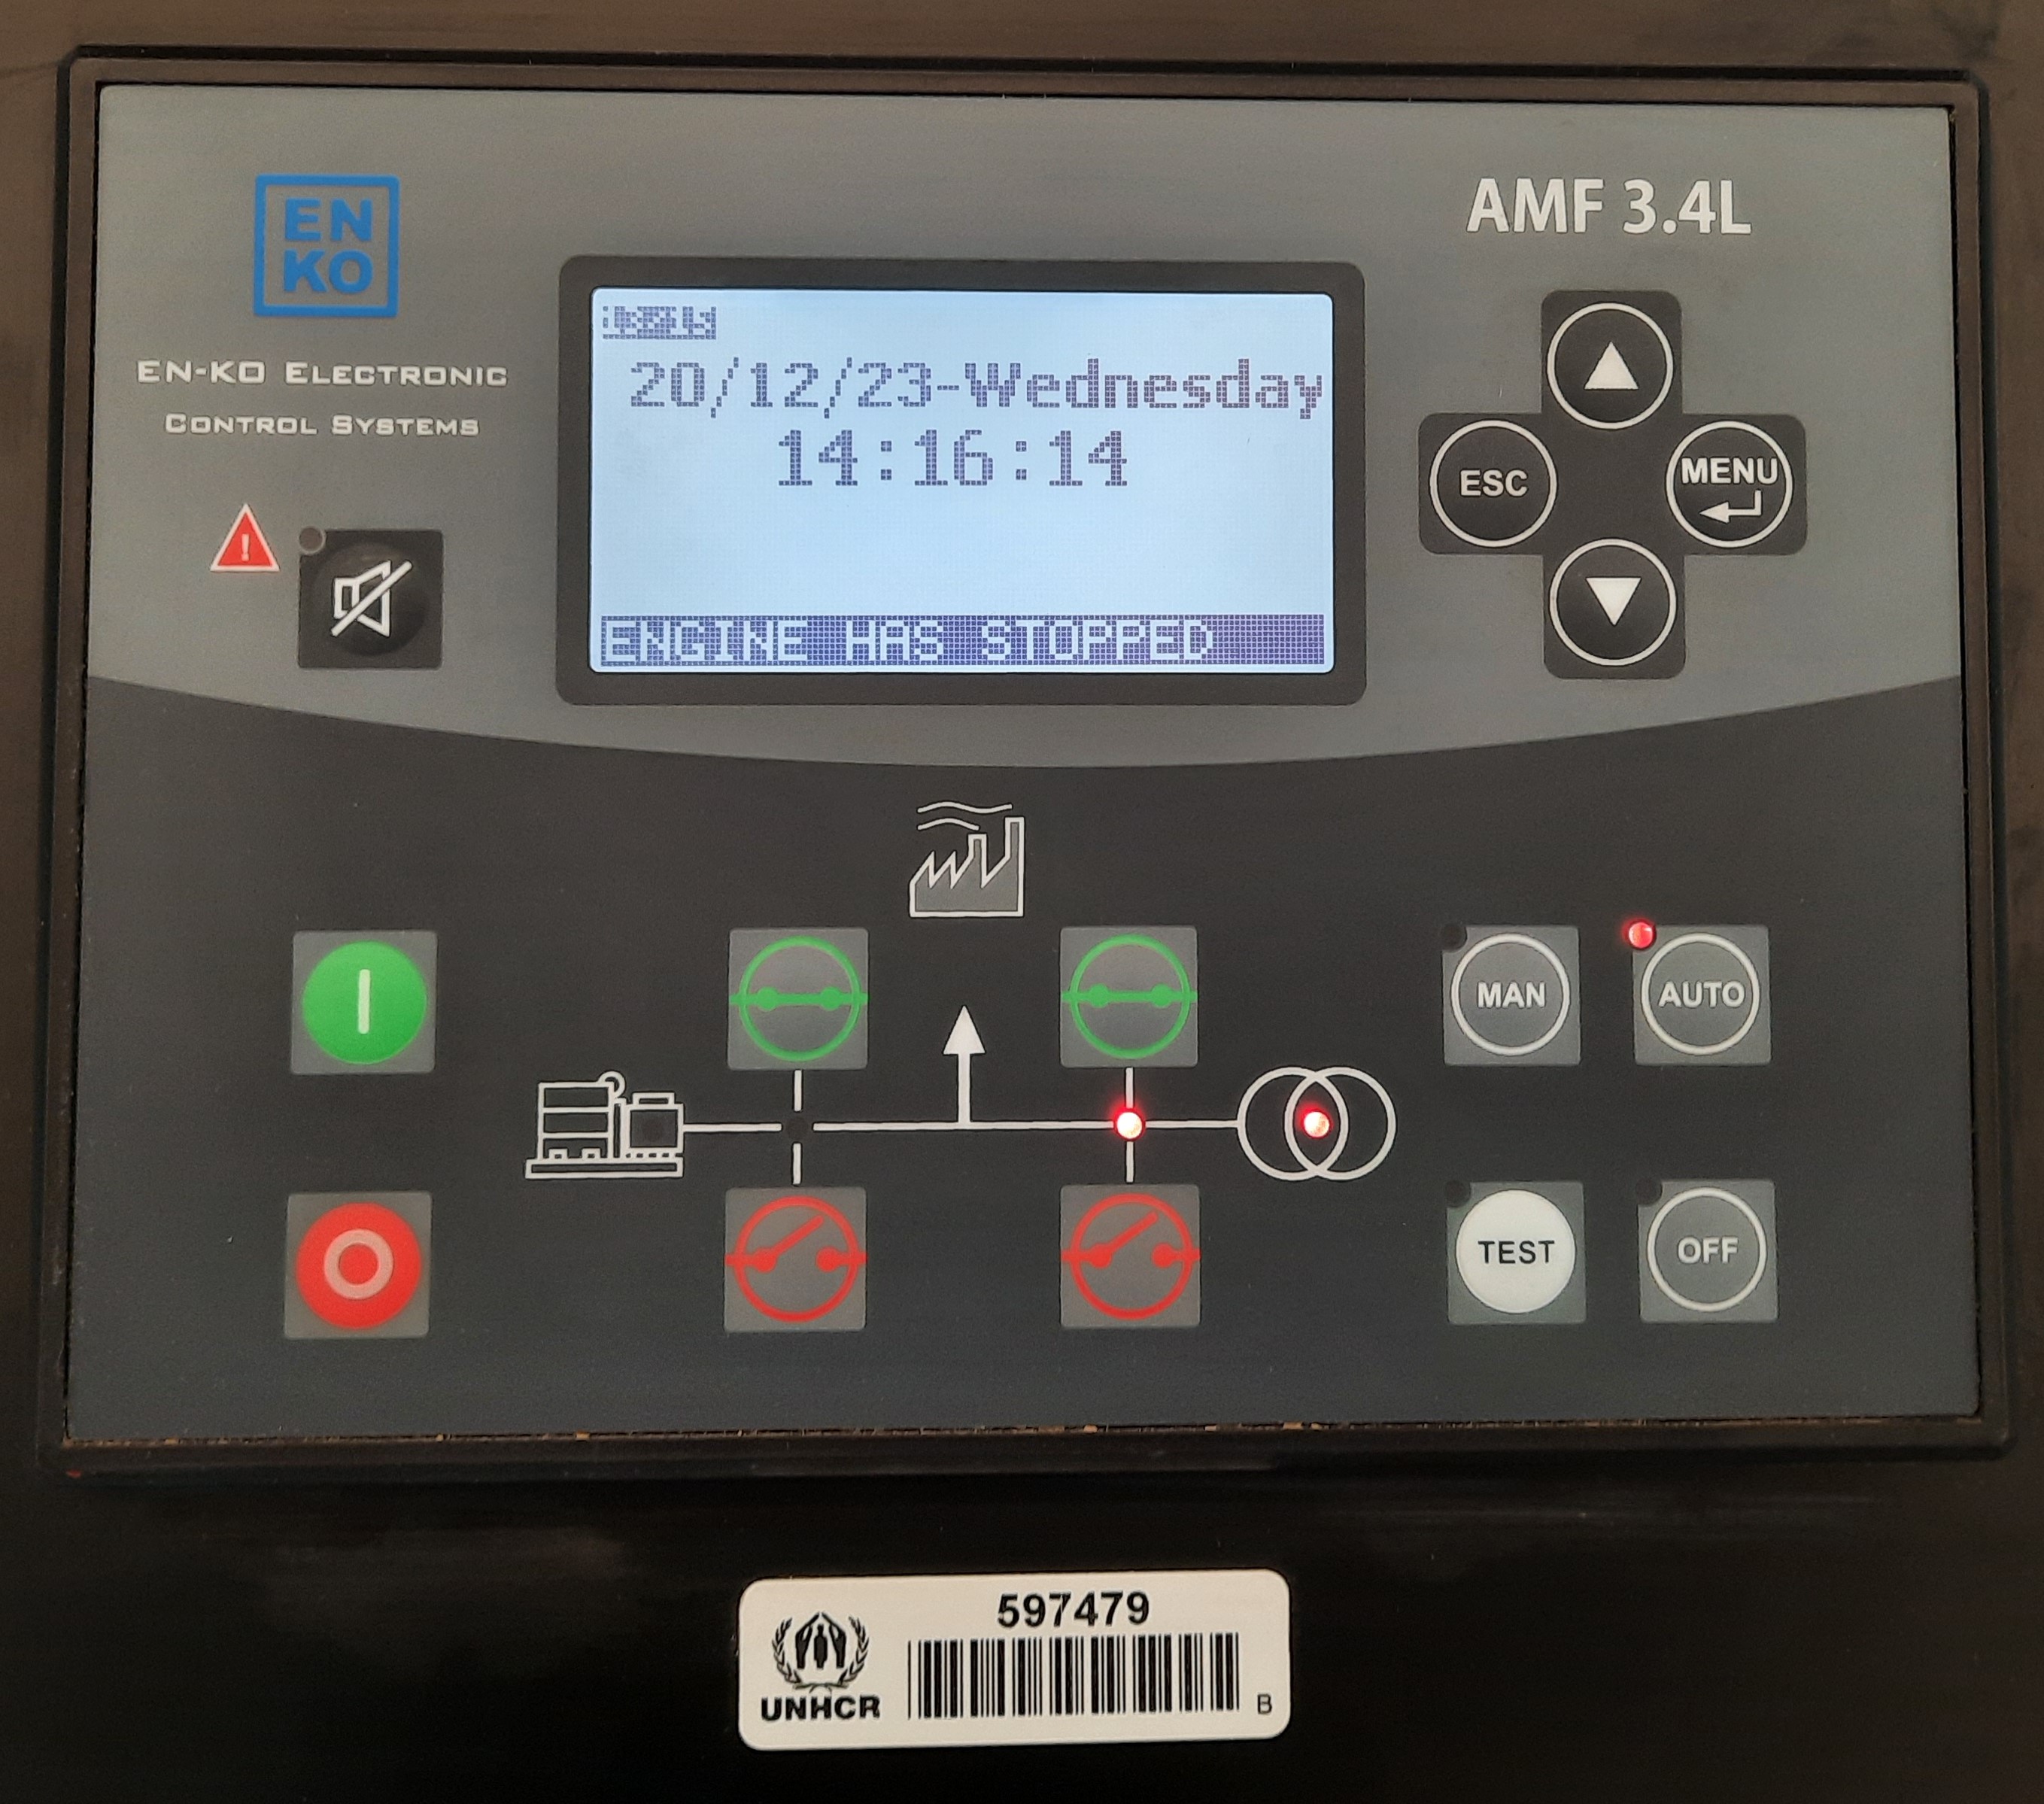 EN
KO
EN-KO ELECTRONIC
CONTROL SYSTEMS
AMF 3.4L
20/12/23-Wednesday
14:16:14
ENGINE HAS STOPPED
ESC
MENU
MAN
AUTO
TEST
OFF
597479
UNHCR
B